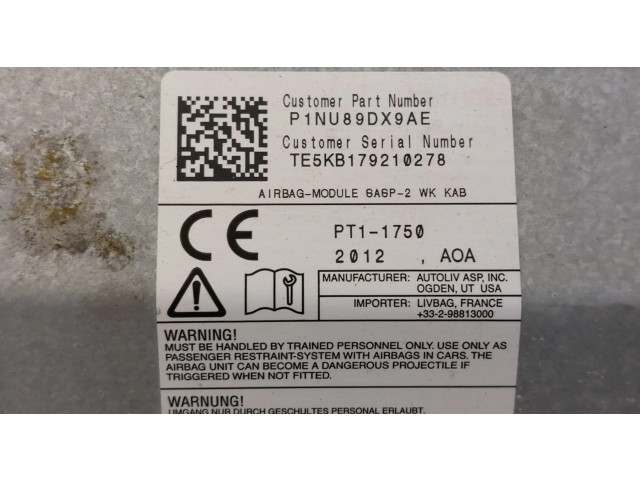 Customer Part Number
P1NU89DX9AE
Customer Serial Number
TE5KB179210278
AIRBAG-MODULE GAGP-2 WK KAB
CE
PT1-1750
2012 , AOA
MANUFACTURER: AUTOLIV ASP, INC.
OGDEN, UT USA
IMPORTER: LIVBAG, FRANCE
+33-2-98813000
WARNING!
MUST BE HANDLED BY TRAINED PERSONNEL ONLY. USE ONLY AS
PASSENGER RESTRAINT-SYSTEM WITH AIRBAGS IN CARS. THE
AIRBAG UNIT CAN BECOME A DANGEROUS PROJECTILE IF
TRIGGERED WHEN NOT FITTED.
WARNUNG!
UMGANG NUR DURCH GESCHULTES PERSONAL ERLAUBT.